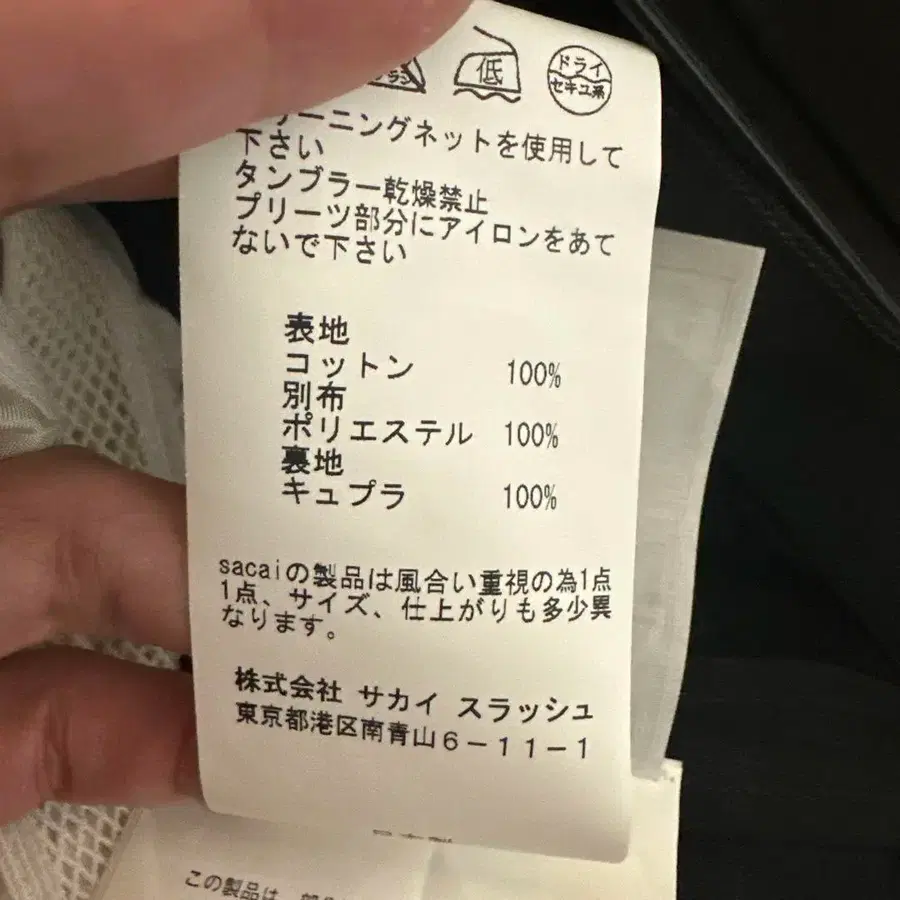 低
ドライ
セキユ系
ーニングネットを使用して
下さい
タンブラー乾燥禁止
プリーツ部分にアイロンをあて
ないで下さい
表地
コットン 100%
別布
ポリエステル 100%
裏地
キュプラ 100%
sacaiの製品は風合い重視の為1点
1点、サイズ、仕上がりも多少異
なります。
株式会社 サカイ スラッシュ
東京都港区南青山6－11－1
この製品は